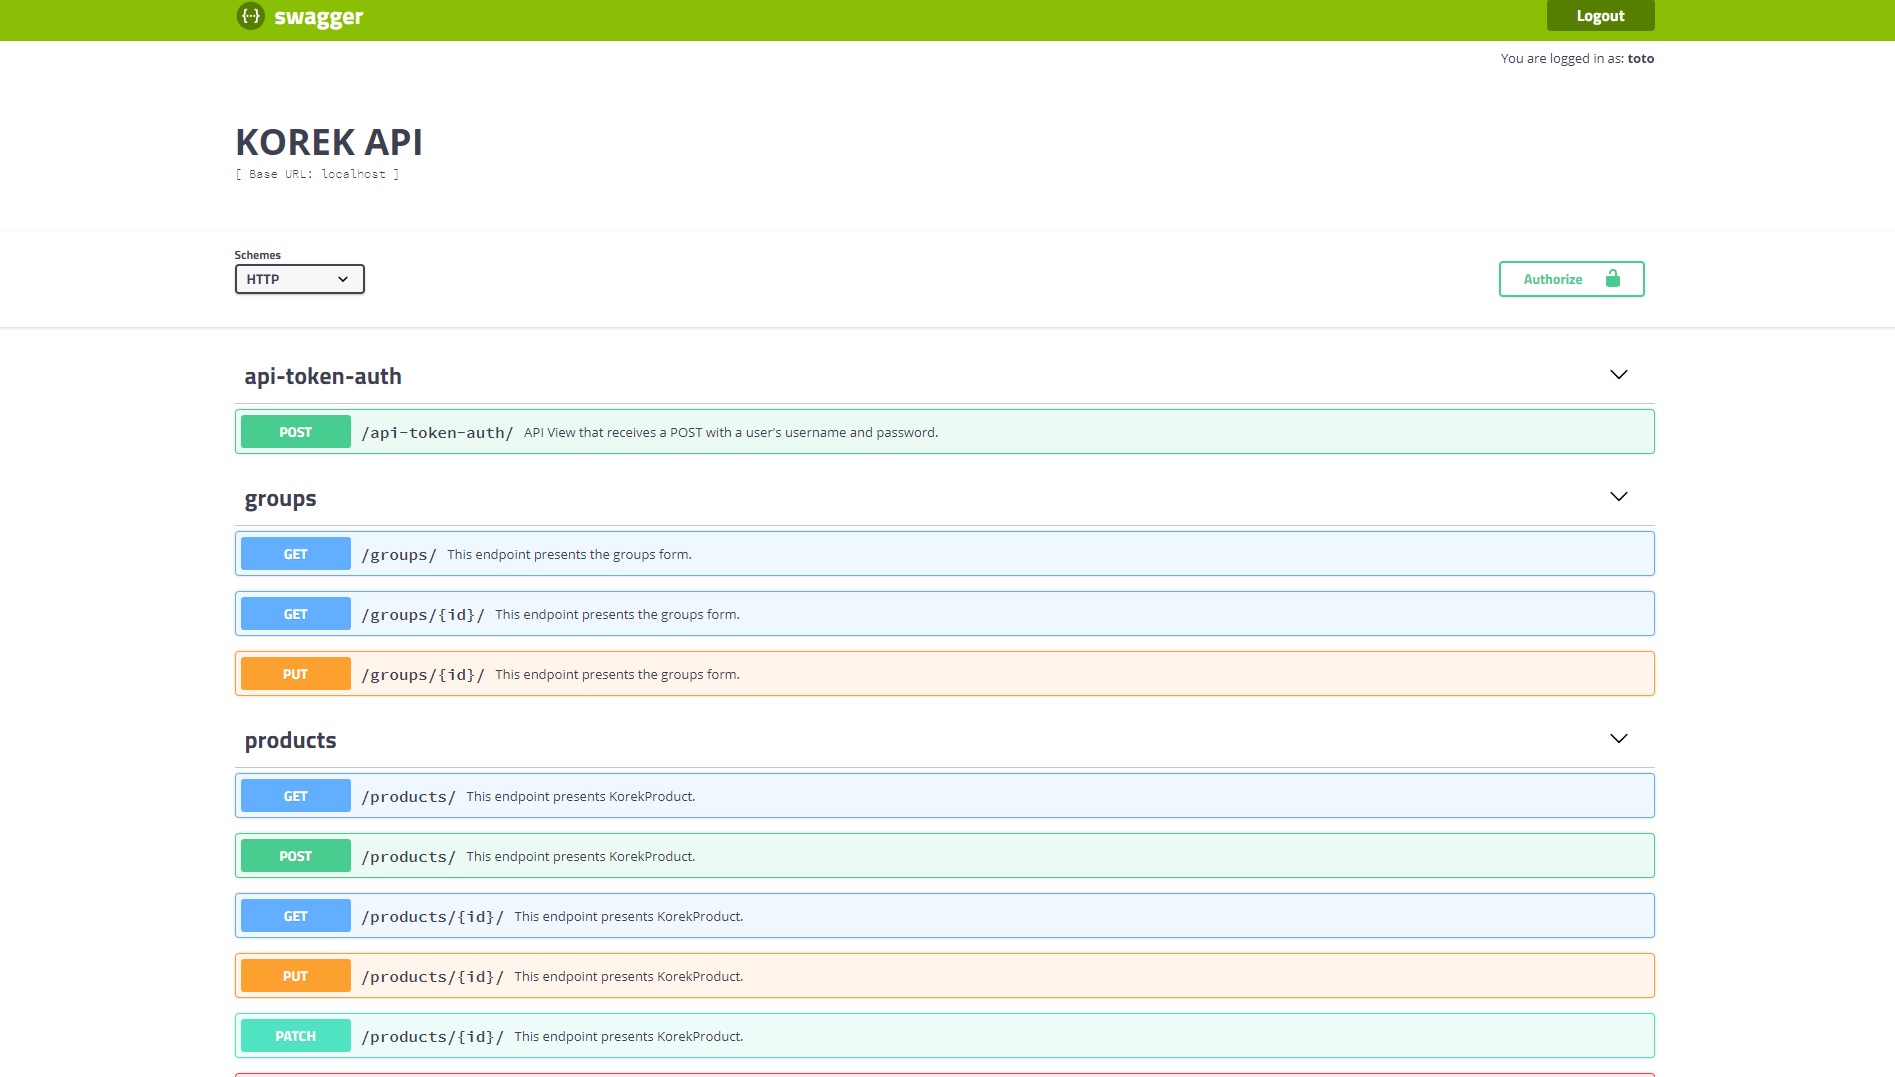 {...} swagger
Logout
You are logged in as: toto
KOREK API
[ Base URL: localhost ]
Schemes
HTTP
Authorize
api-token-auth
POST /api-token-auth/ API View that receives a POST with a user's username and password.
groups
GET /groups/ This endpoint presents the groups form.
GET /groups/{id}/ This endpoint presents the groups form.
PUT /groups/{id}/ This endpoint presents the groups form.
products
GET /products/ This endpoint presents KorekProduct.
POST /products/ This endpoint presents KorekProduct.
GET /products/{id}/ This endpoint presents KorekProduct.
PUT /products/{id}/ This endpoint presents KorekProduct.
PATCH /products/{id}/ This endpoint presents KorekProduct.